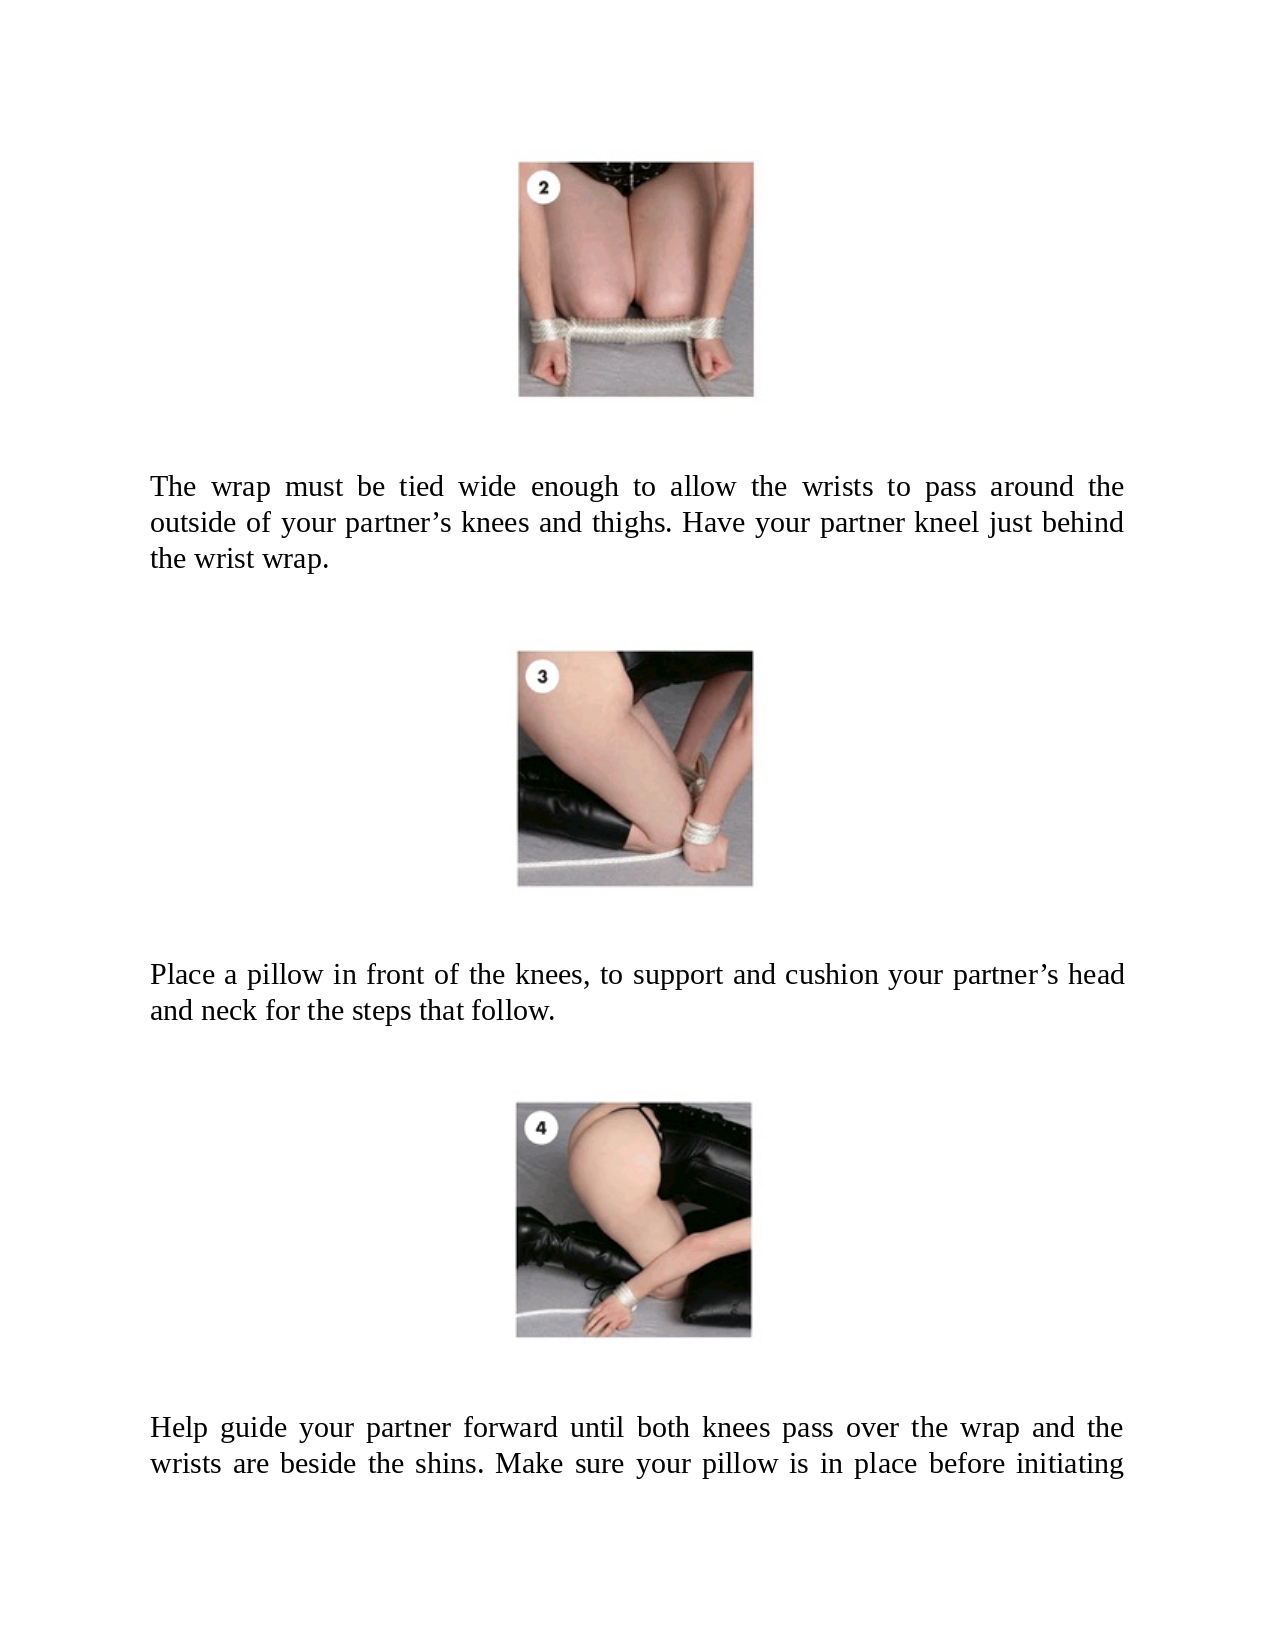 2
The wrap must be tied wide enough to allow the wrists to pass around the
outside of your partner’s knees and thighs. Have your partner kneel just behind
the wrist wrap.
3
Place a pillow in front of the knees, to support and cushion your partner’s head
and neck for the steps that follow.
4
Help guide your partner forward until both knees pass over the wrap and the
wrists are beside the shins. Make sure your pillow is in place before initiating